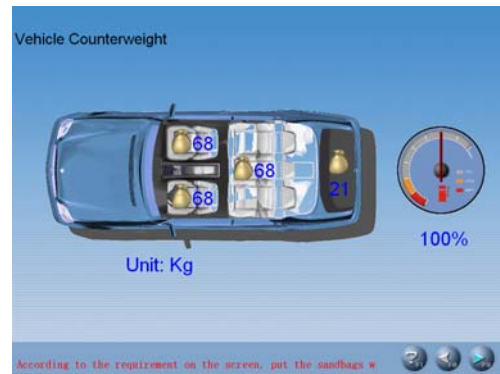 Vehicle Counterweight
68
68
68
21
100%
Unit: Kg
According to the requirement on the screen, put the sandbags w